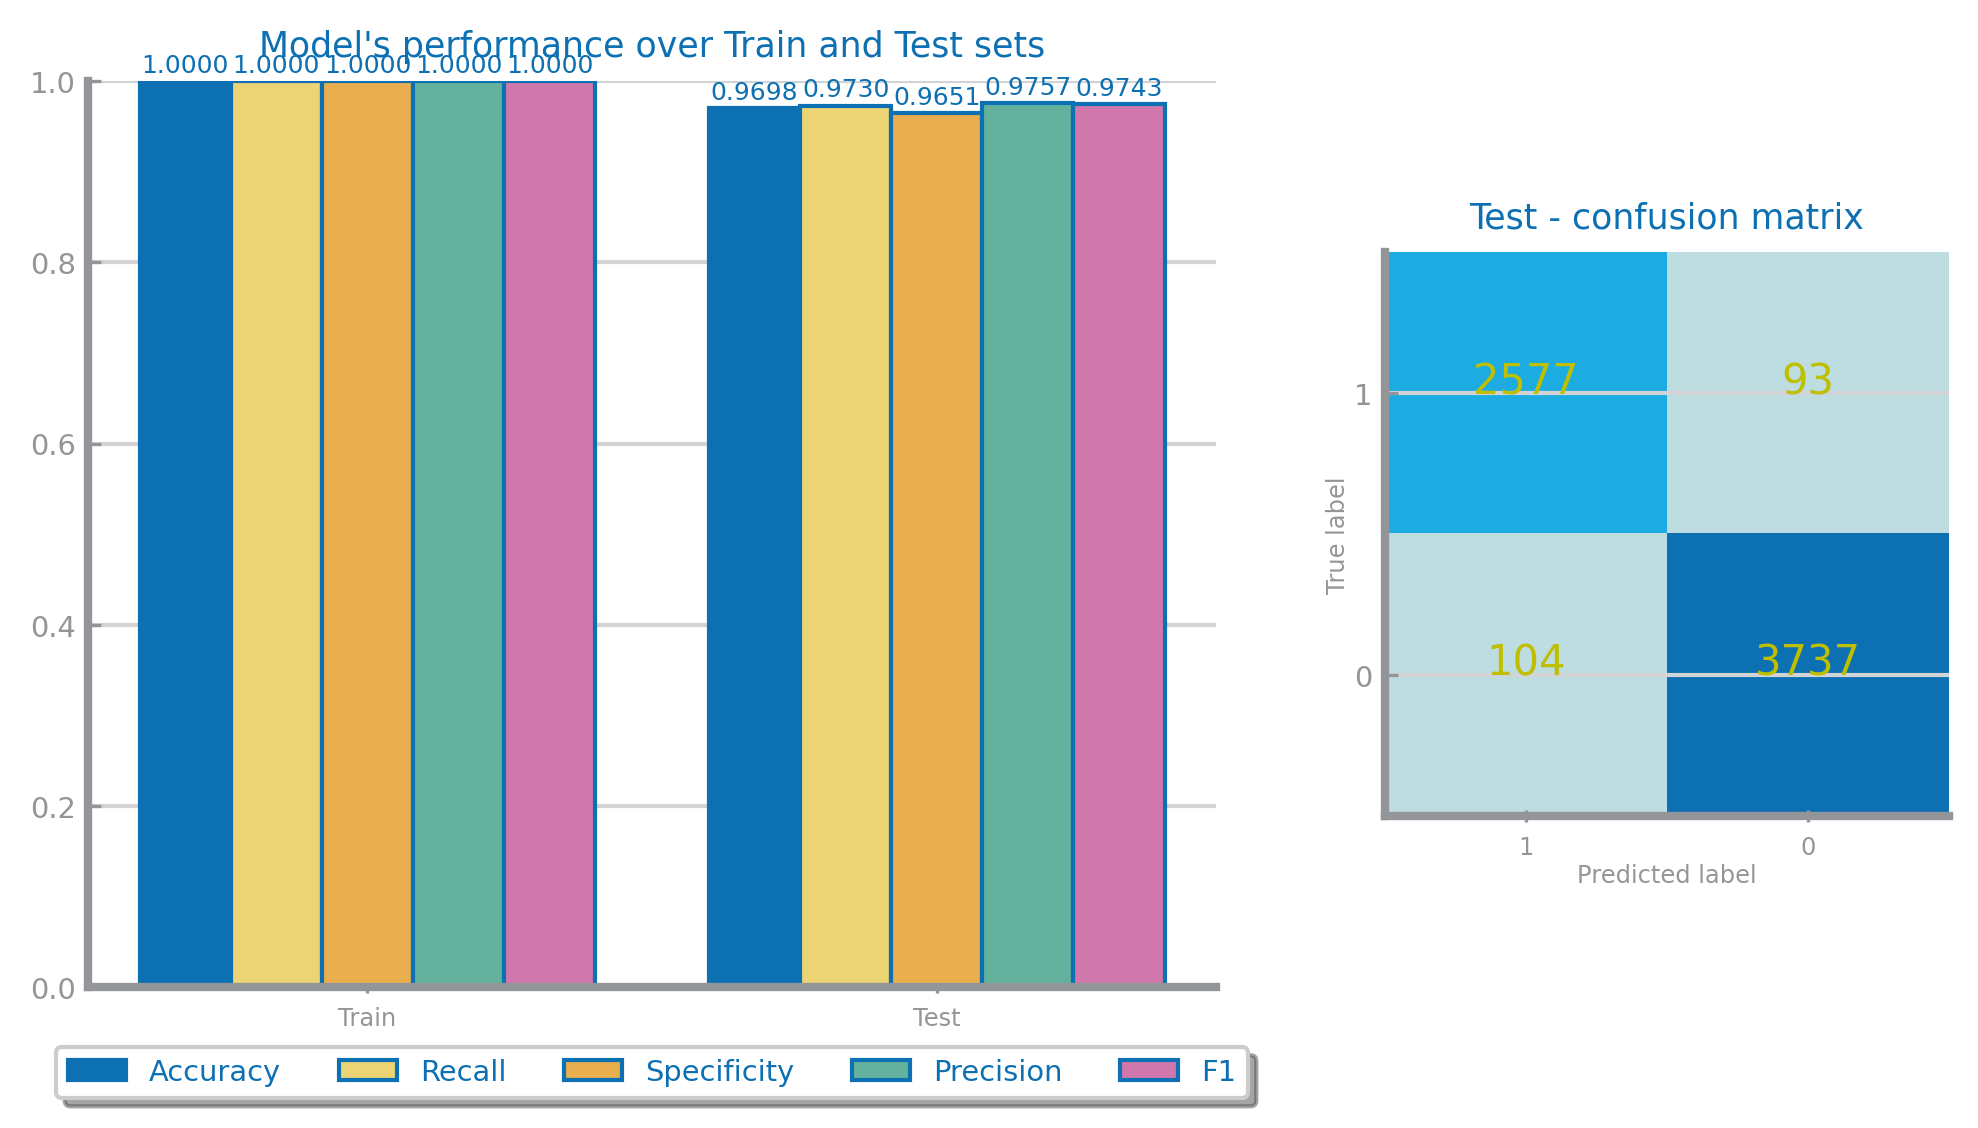 Model's performance over Train and Test sets
1.0000 1.0000 1.0000 1.0000 1.0000
0.9698 0.9730 0.9651 0.9757 0.9743
1.0
0.8
0.6
0.4
0.2
0.0
Train Test
Accuracy Recall Specificity Precision F1
Test - confusion matrix
True label
1 2577 93
0 104 3737
1 0
Predicted label